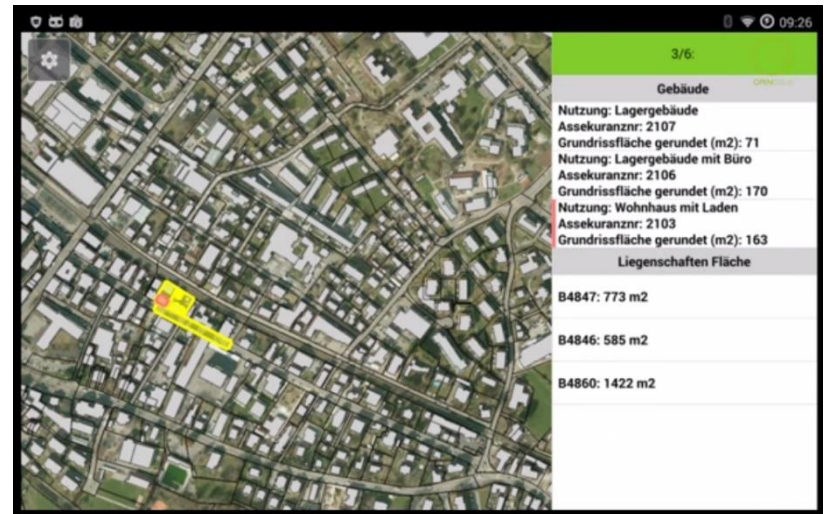 09:26
3/6:
Gebäude
Nutzung: Lagergebäude
Assekuranznr: 2107
Grundrissfläche gerundet (m2): 71
Nutzung: Lagergebäude mit Büro
Assekuranznr: 2106
Grundrissfläche gerundet (m2): 170
Nutzung: Wohnhaus mit Laden
Assekuranznr: 2103
Grundrissfläche gerundet (m2): 163
Liegenschaften Fläche
B4847: 773 m2
B4846: 585 m2
B4860: 1422 m2